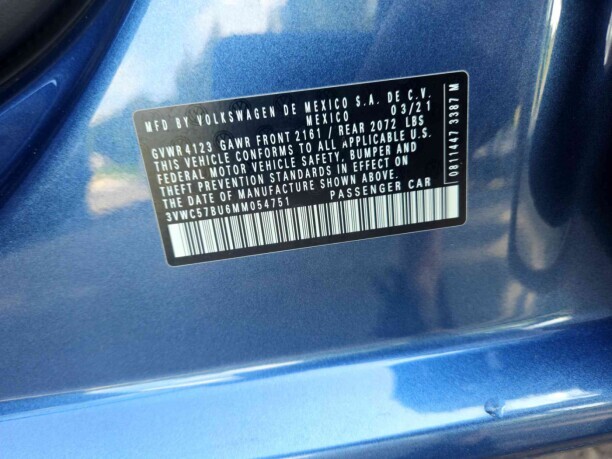 MFD BY VOLKSWAGEN DE MEXICO S.A. DE C.V.
MEXICO 03/21
GVWR 4123 GAWR FRONT 2161 / REAR 2072 LBS
THIS VEHICLE CONFORMS TO ALL APPLICABLE U.S.
FEDERAL MOTOR VEHICLE SAFETY, BUMPER AND
THEFT PREVENTION STANDARDS IN EFFECT ON
THE DATE OF MANUFACTURE SHOWN ABOVE.
3VWC57BU6MM054751 PASSENGER CAR
0811447 3387 M